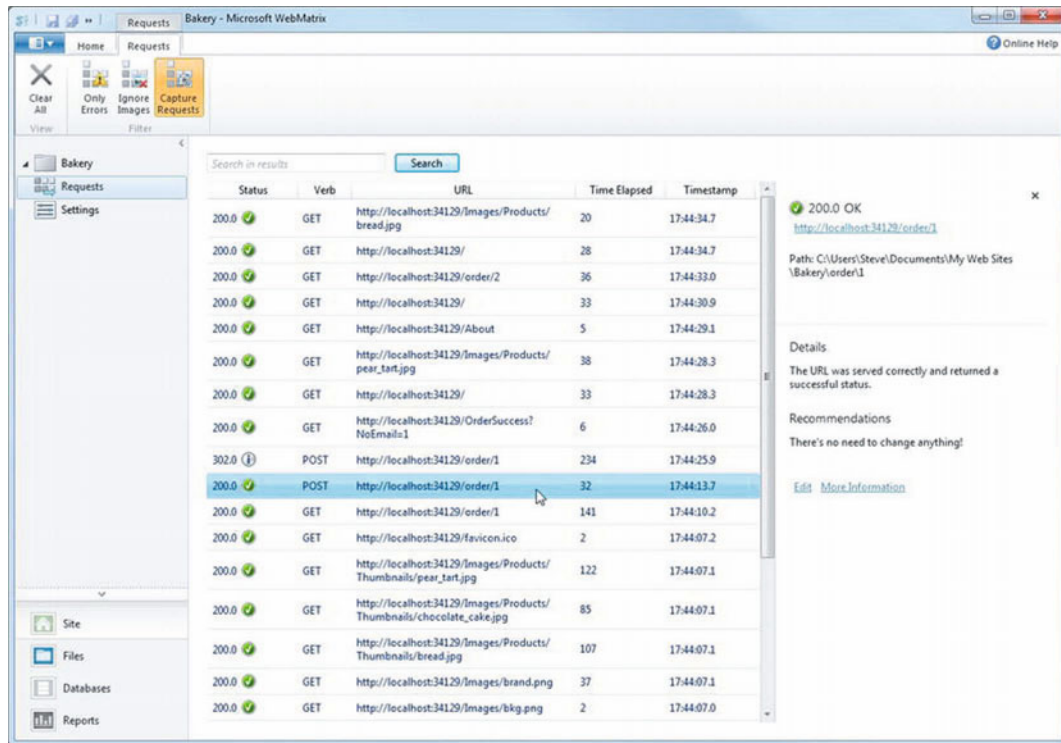 Requests
Bakery - Microsoft WebMatrix
Home
Requests
Online Help
Clear
All
Only
Errors
Ignore
Images
Capture
Requests
View
Filter
Bakery
Requests
Settings
Search in results
Search
Status Verb URL Time Elapsed Timestamp
200.0 GET http://localhost:34129/Images/Products/ 20 17:44:34.7
bread.jpg
200.0 GET http://localhost:34129/ 28 17:44:34.7
200.0 GET http://localhost:34129/order/2 36 17:44:33.0
200.0 GET http://localhost:34129/ 33 17:44:30.9
200.0 GET http://localhost:34129/About 5 17:44:29.1
200.0 GET http://localhost:34129/Images/Products/ 38 17:44:28.3
pear_tart.jpg
200.0 GET http://localhost:34129/ 33 17:44:28.3
200.0 GET http://localhost:34129/OrderSuccess? 6 17:44:26.0
NoEmail=1
302.0 POST http://localhost:34129/order/1 234 17:44:25.9
200.0 POST http://localhost:34129/order/1 32 17:44:13.7
200.0 GET http://localhost:34129/order/1 141 17:44:10.2
200.0 GET http://localhost:34129/favicon.ico 2 17:44:07.2
200.0 GET http://localhost:34129/Images/Products/ 122 17:44:07.1
Thumbnails/pear_tart.jpg
200.0 GET http://localhost:34129/Images/Products/ 85 17:44:07.1
Thumbnails/chocolate_cake.jpg
200.0 GET http://localhost:34129/Images/Products/ 107 17:44:07.1
Thumbnails/bread.jpg
200.0 GET http://localhost:34129/Images/brand.png 37 17:44:07.1
200.0 GET http://localhost:34129/Images/bkg.png 2 17:44:07.0
200.0 OK
http://localhost:34129/order/1
Path: C:\Users\Steve\Documents\My Web Sites
\Bakery\order\1
Details
The URL was served correctly and returned a
successful status.
Recommendations
There's no need to change anything!
Edit More Information
Site
Files
Databases
Reports